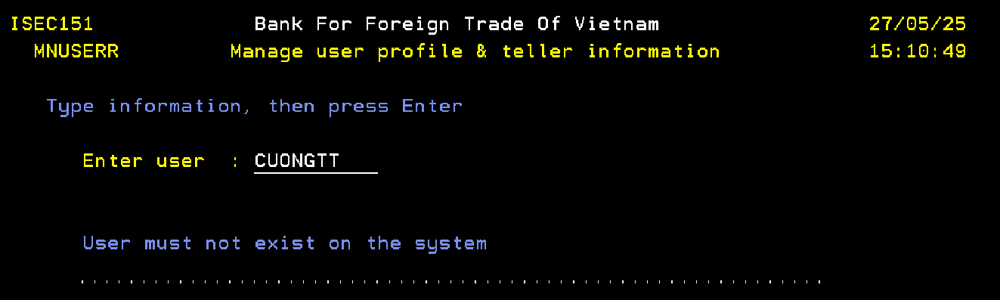 ISEC151 Bank For Foreign Trade Of Vietnam 27/05/25
MNUSERR Manage user profile & teller information 15:10:49
Type information, then press Enter
Enter user : CUONGTT
User must not exist on the system
. . . . . . . . . . . . . . . . . . . . . . . . . . . . . . . . . . . . . . . . . . . . . . . . . . . . . . . . . . . . .